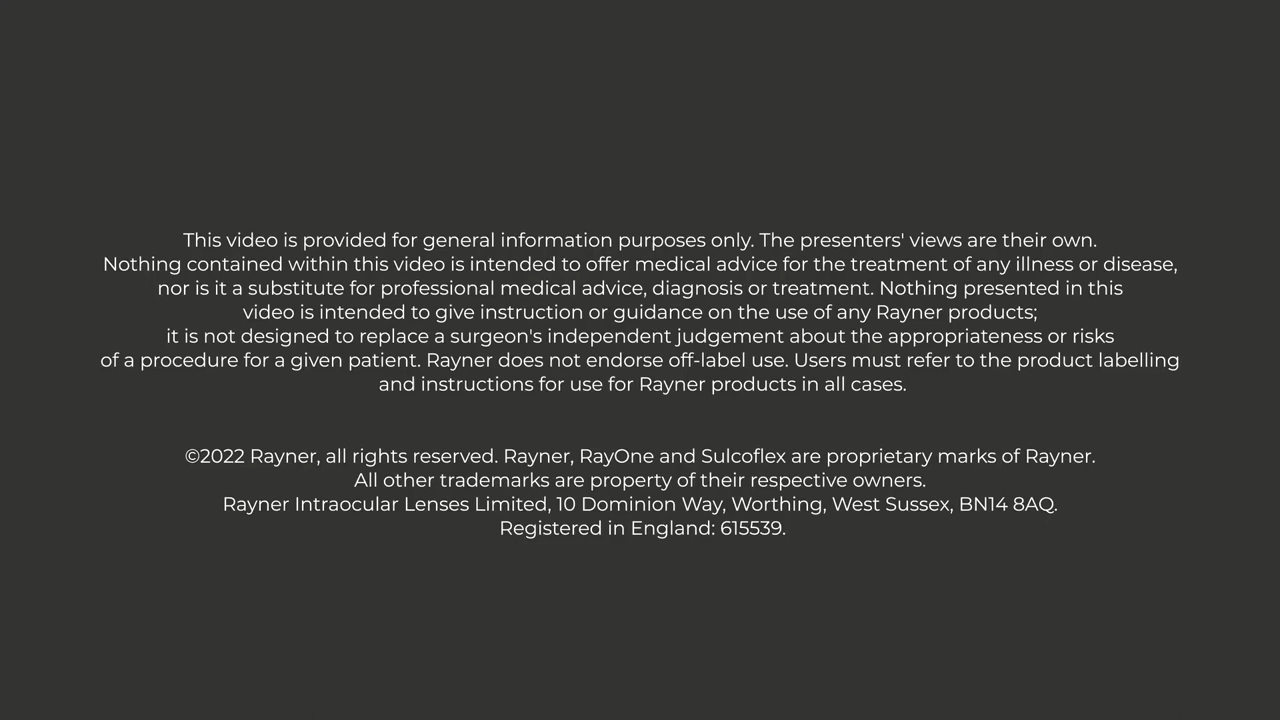 This video is provided for general information purposes only. The presenters' views are their own.
Nothing contained within this video is intended to offer medical advice for the treatment of any illness or disease,
nor is it a substitute for professional medical advice, diagnosis or treatment. Nothing presented in this
video is intended to give instruction or guidance on the use of any Rayner products;
it is not designed to replace a surgeon's independent judgement about the appropriateness or risks
of a procedure for a given patient. Rayner does not endorse off-label use. Users must refer to the product labelling
and instructions for use for Rayner products in all cases.
©2022 Rayner, all rights reserved. Rayner, RayOne and Sulcoflex are proprietary marks of Rayner.
All other trademarks are property of their respective owners.
Rayner Intraocular Lenses Limited, 10 Dominion Way, Worthing, West Sussex, BN14 8AQ.
Registered in England: 615539.